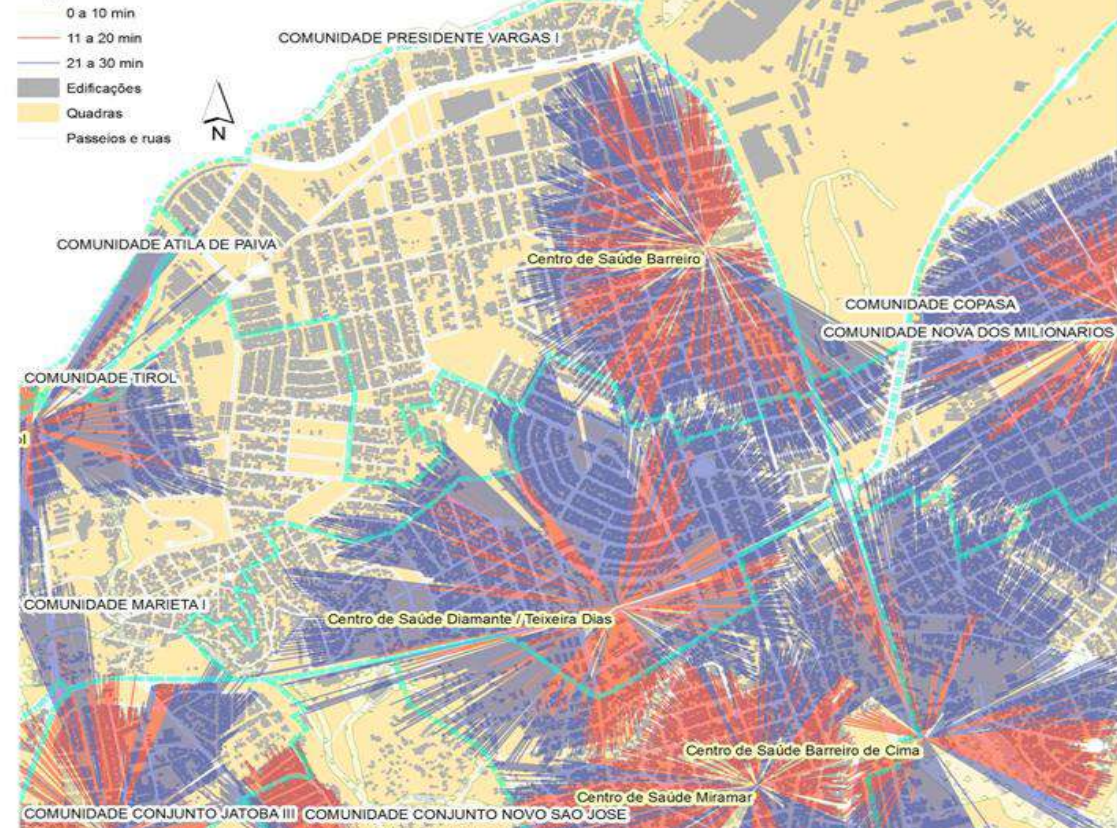 0 a 10 min
11 a 20 min
21 a 30 min
Edificações
Quadras
Passeios e ruas
N
COMUNIDADE PRESIDENTE VARGAS I
COMUNIDADE ATILA DE PAIVA
Centro de Saúde Barreiro
COMUNIDADE COPASA
COMUNIDADE NOVA DOS MILIONARIOS
COMUNIDADE TIROL
ol
COMUNIDADE MARIETA I
Centro de Saúde Diamante / Teixeira Dias
Centro de Saúde Barreiro de Cima
Centro de Saúde Miramar
COMUNIDADE CONJUNTO JATOBA III
COMUNIDADE CONJUNTO NOVO SAO JOSE